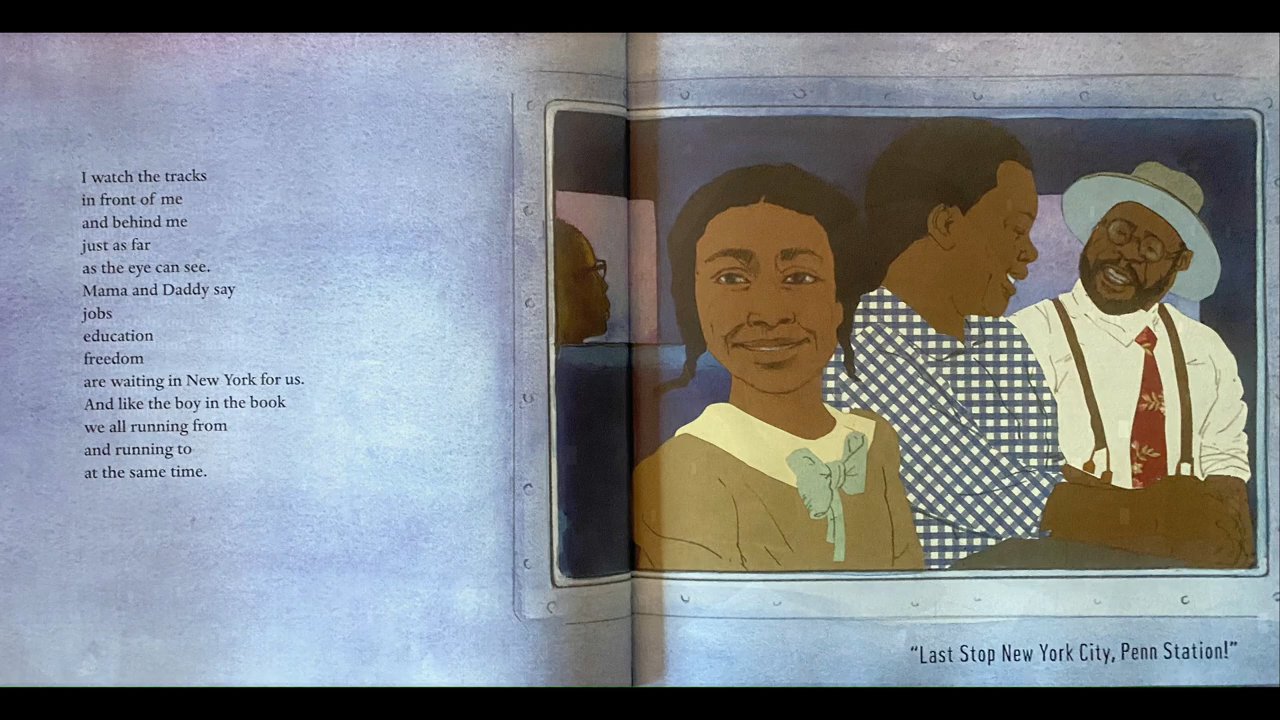 I watch the tracks
in front of me
and behind me
just as far
as the eye can see.
Mama and Daddy say
jobs
education
freedom
are waiting in New York for us.
And like the boy in the book
we all running from
and running to
at the same time.
“Last Stop New York City, Penn Station!”